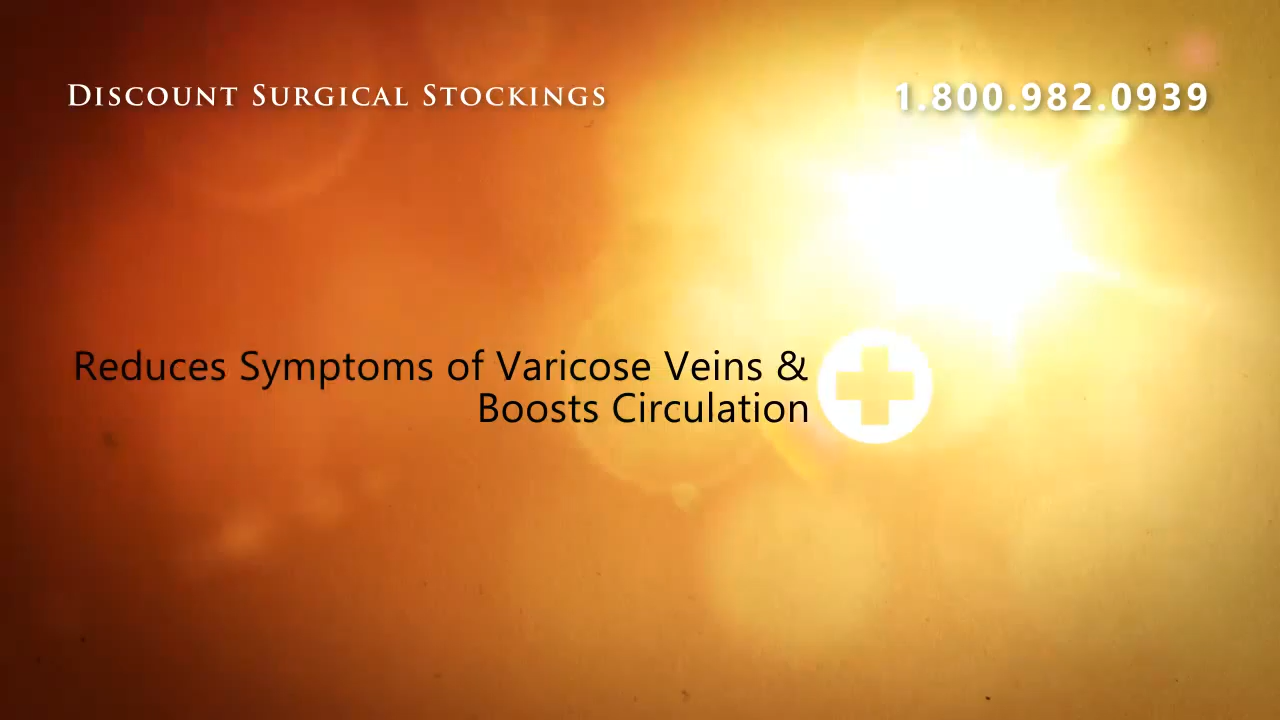 Discount Surgical Stockings
1.800.982.0939
Reduces Symptoms of Varicose Veins &
Boosts Circulation